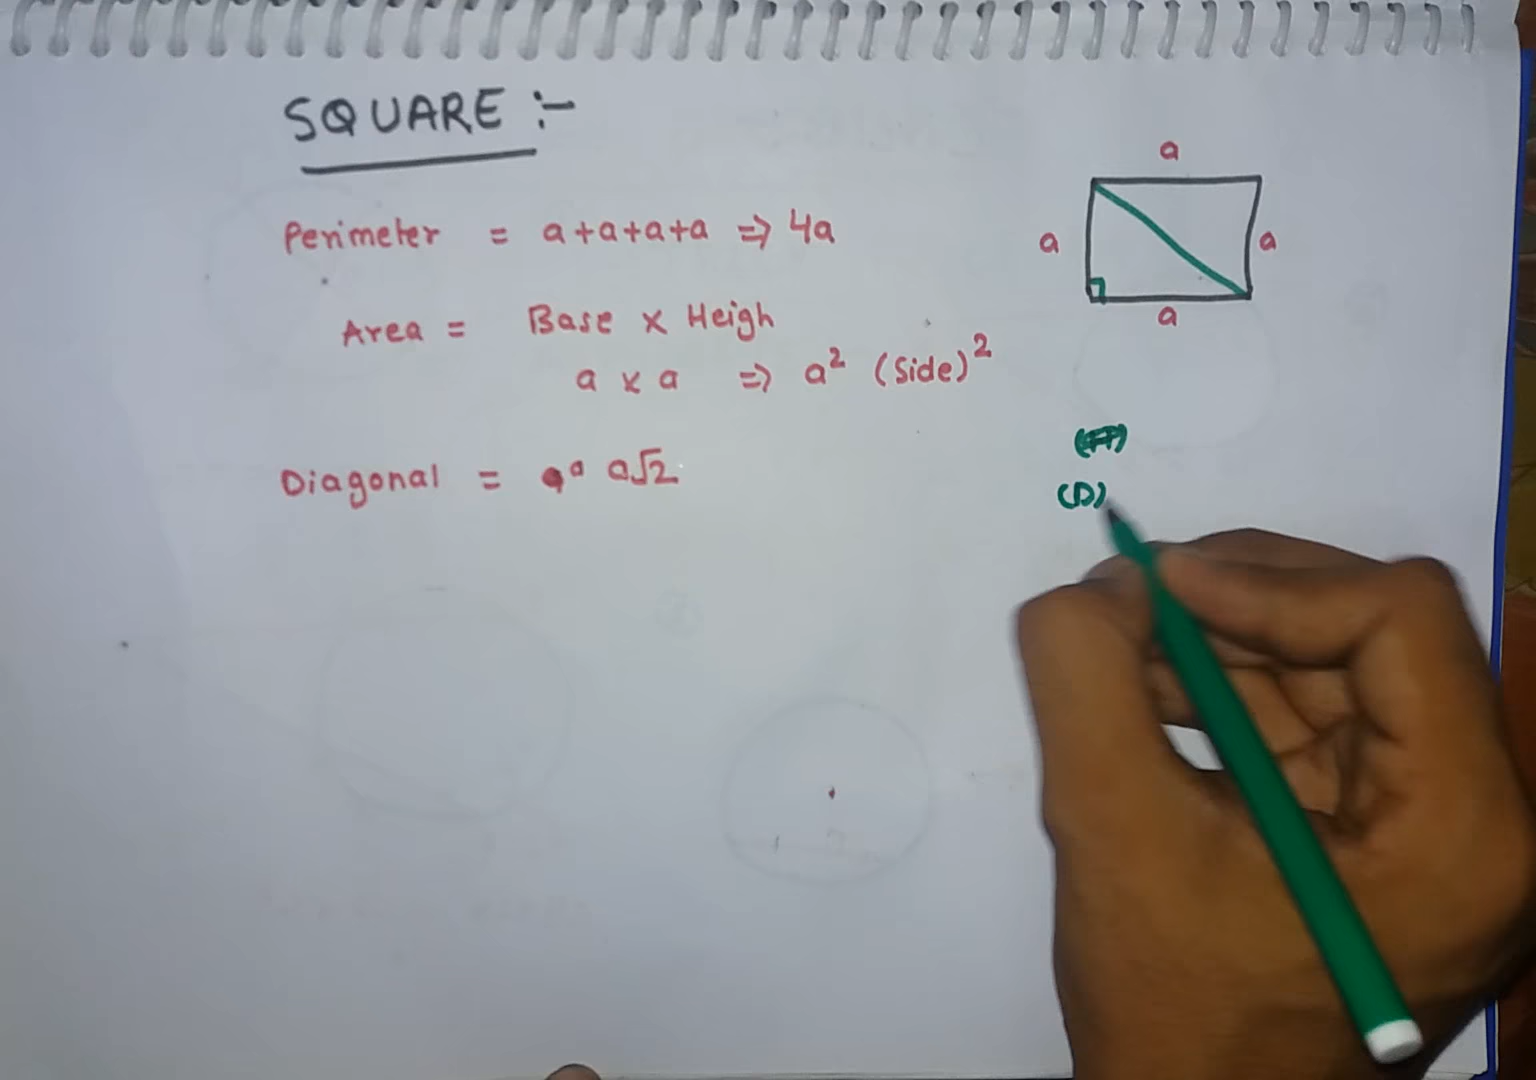 SQUARE :-
a
Perimeter = a+a+a+a => 4a
a
a
Area = Base x Heigh
a
a x a => a² (Side)²
Diagonal = a a√2
(D)